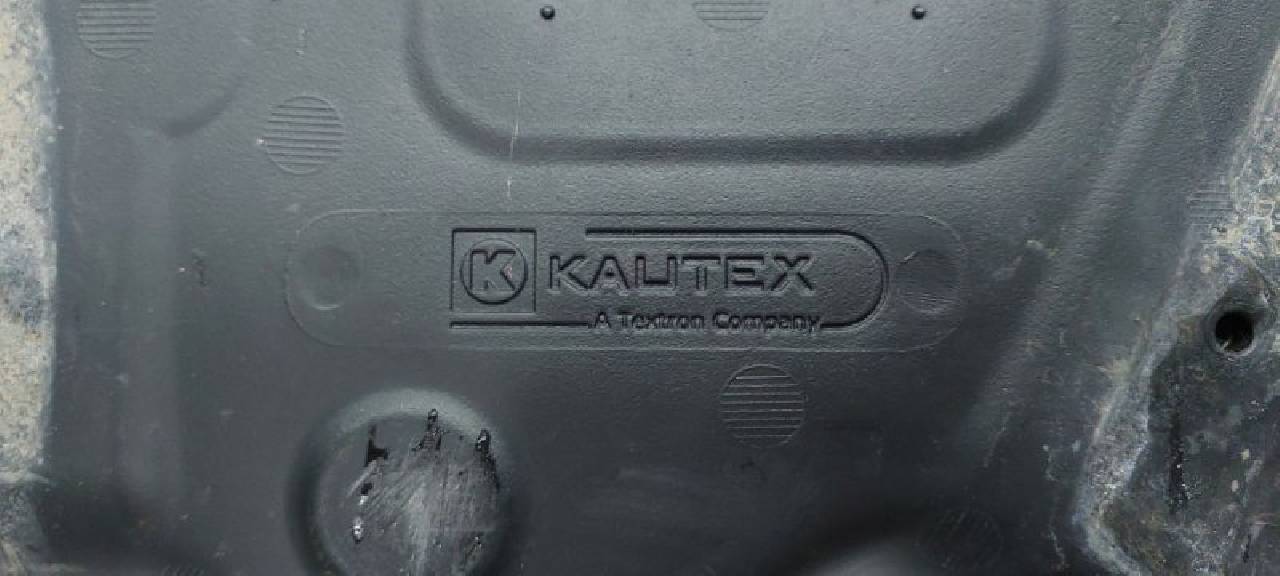 K KAUTEX
A Textron Company